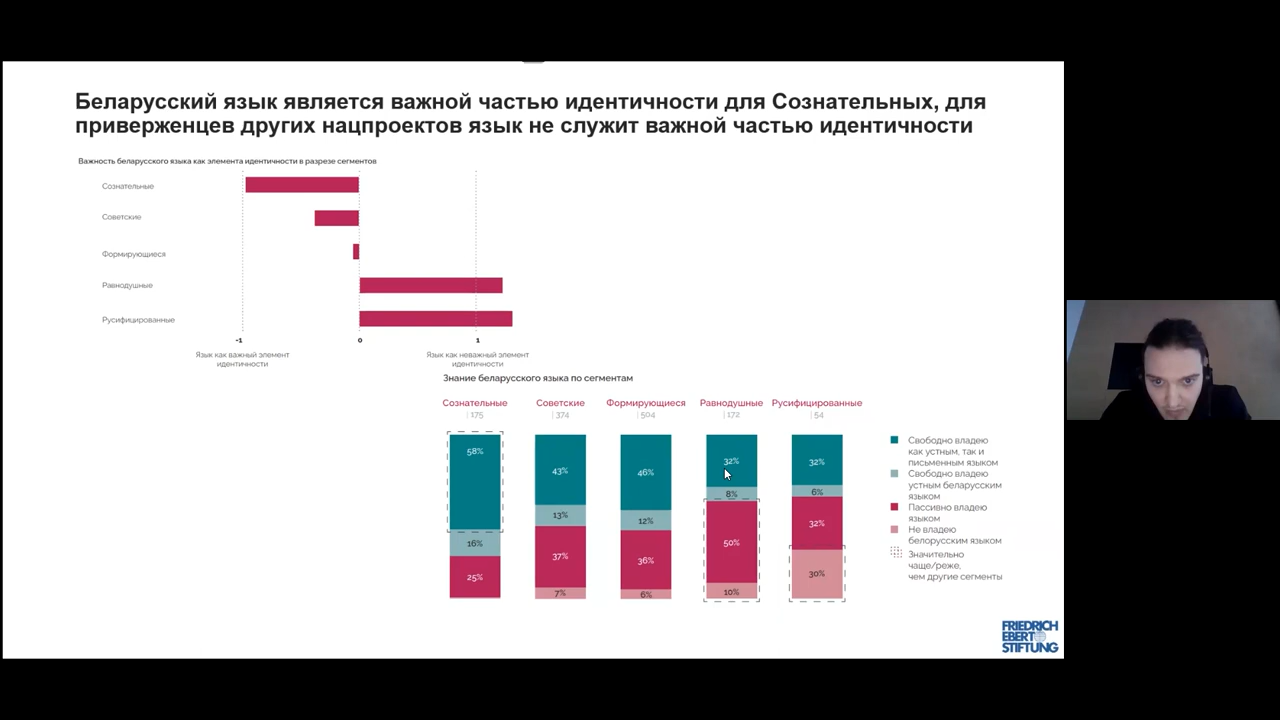 Беларусский язык является важной частью идентичности для Сознательных, для
приверженцев других нацпроектов язык не служит важной частью идентичности
Важность беларусского языка как элемента идентичности в разрезе сегментов
Сознательные
Советские
Формирующиеся
Равнодушные
Русифицированные
-1 0 1
Язык как важный элемент
идентичности
Язык как неважный элемент
идентичности
Знание беларусского языка по сегментам
Сознательные Советские Формирующиеся Равнодушные Русифицированные
| 175 | 374 | 504 | 172 | 54
58% 43% 46% 32% 32%
16% 13% 12% 8% 6%
25% 37% 36% 50% 32%
7% 6% 10% 30%
Свободно владею
как устным, так и
письменным языком
Свободно владею
устным беларусским
языком
Пассивно владею
языком
Не владею
белорусским языком
Значительно
чаще/реже,
чем другие сегменты
FRIEDRICH
EBERT
STIFTUNG